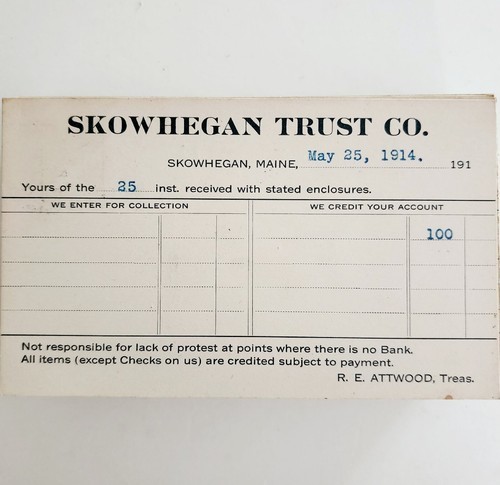 SKOWHEGAN TRUST CO.
SKOWHEGAN, MAINE, May 25, 1914. 191
Yours of the 25 inst. received with stated enclosures.
WE ENTER FOR COLLECTION WE CREDIT YOUR ACCOUNT
100
Not responsible for lack of protest at points where there is no Bank.
All items (except Checks on us) are credited subject to payment.
R. E. ATTWOOD, Treas.